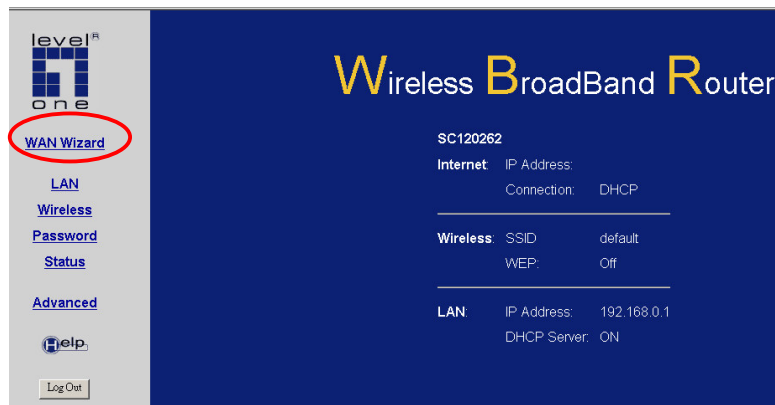 level®
one
WAN Wizard
LAN
Wireless
Password
Status
Advanced
Help
Log Out
Wireless BroadBand Router
SC120262
Internet: IP Address:
Connection: DHCP
Wireless: SSID default
WEP: Off
LAN: IP Address: 192.168.0.1
DHCP Server: ON